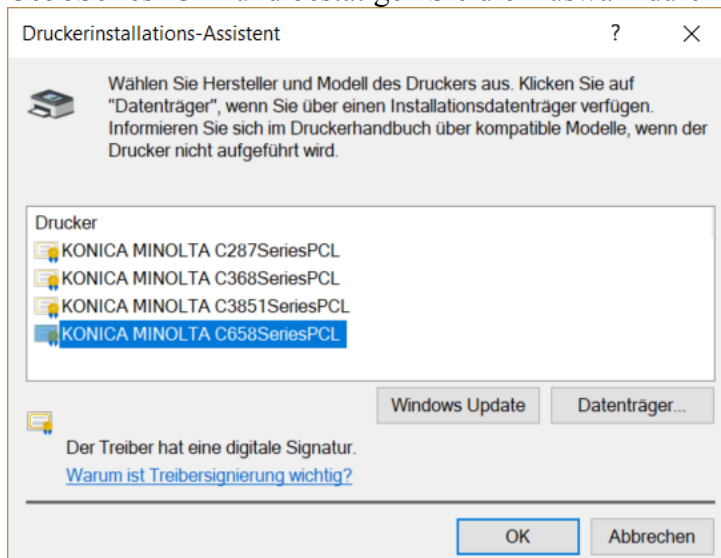 Druckerinstallations-Assistent ? ×
Wählen Sie Hersteller und Modell des Druckers aus. Klicken Sie auf
"Datenträger", wenn Sie über einen Installationsdatenträger verfügen.
Informieren Sie sich im Druckerhandbuch über kompatible Modelle, wenn der
Drucker nicht aufgeführt wird.
Drucker
KONICA MINOLTA C287SeriesPCL
KONICA MINOLTA C368SeriesPCL
KONICA MINOLTA C3851SeriesPCL
KONICA MINOLTA C658SeriesPCL
Windows Update Datenträger...
Der Treiber hat eine digitale Signatur.
Warum ist Treibersignierung wichtig?
OK Abbrechen